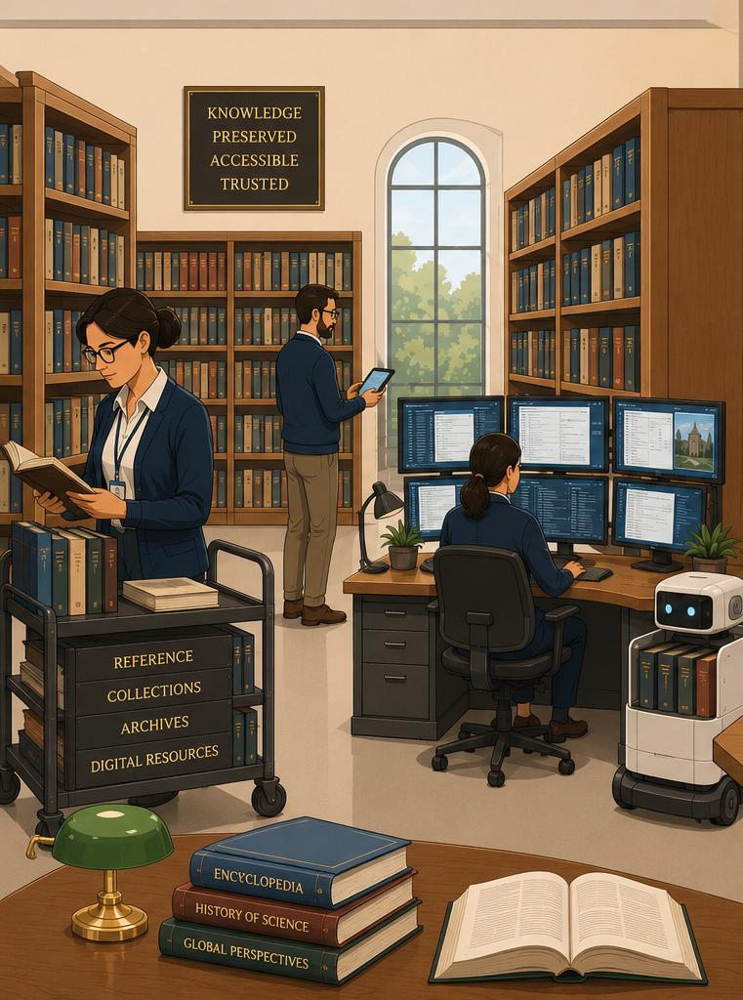 KNOWLEDGE
PRESERVED
ACCESSIBLE
TRUSTED
REFERENCE
COLLECTIONS
ARCHIVES
DIGITAL RESOURCES
ENCYCLOPEDIA
HISTORY OF SCIENCE
GLOBAL PERSPECTIVES